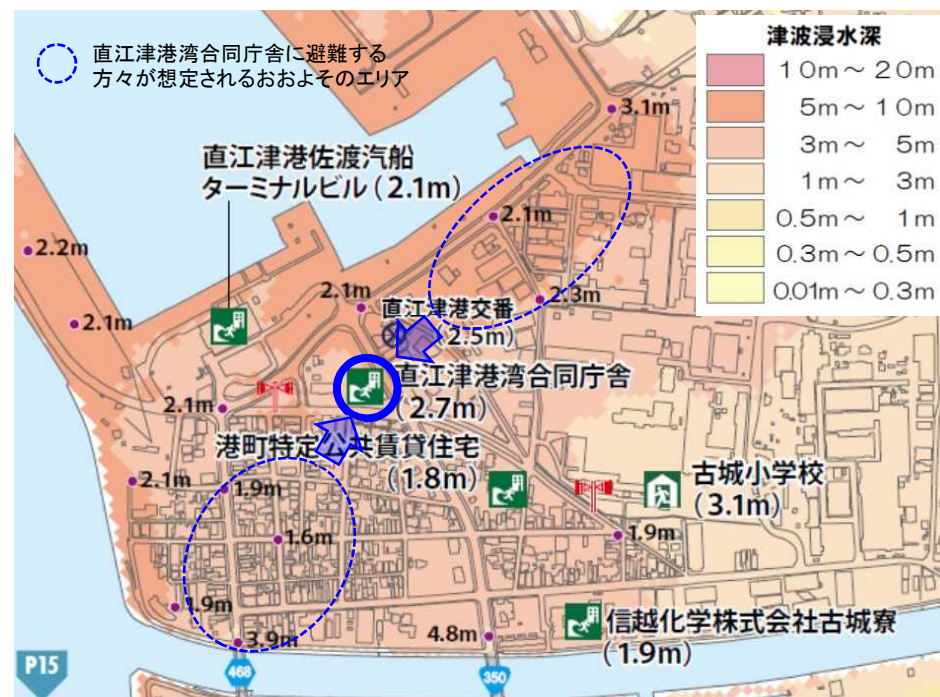 直江津港湾合同庁舎に避難する
方々が想定されるおおよそのエリア
津波浸水深
10m～20m
5m～10m
3m～ 5m
1m～ 3m
0.5m～ 1m
0.3m～0.5m
0.01m～0.3m
3.1m
直江津港佐渡汽船
ターミナルビル(2.1m)
2.1m
2.2m
2.3m
2.1m
2.1m
直江津港交番
(2.5m)
直江津港湾合同庁舎
(2.7m)
2.1m
港町特定公共賃貸住宅
(1.8m)
古城小学校
(3.1m)
2.1m
1.9m
1.6m
1.9m
1.9m
3.9m
4.8m
信越化学株式会社古城寮
(1.9m)
P15
468
350